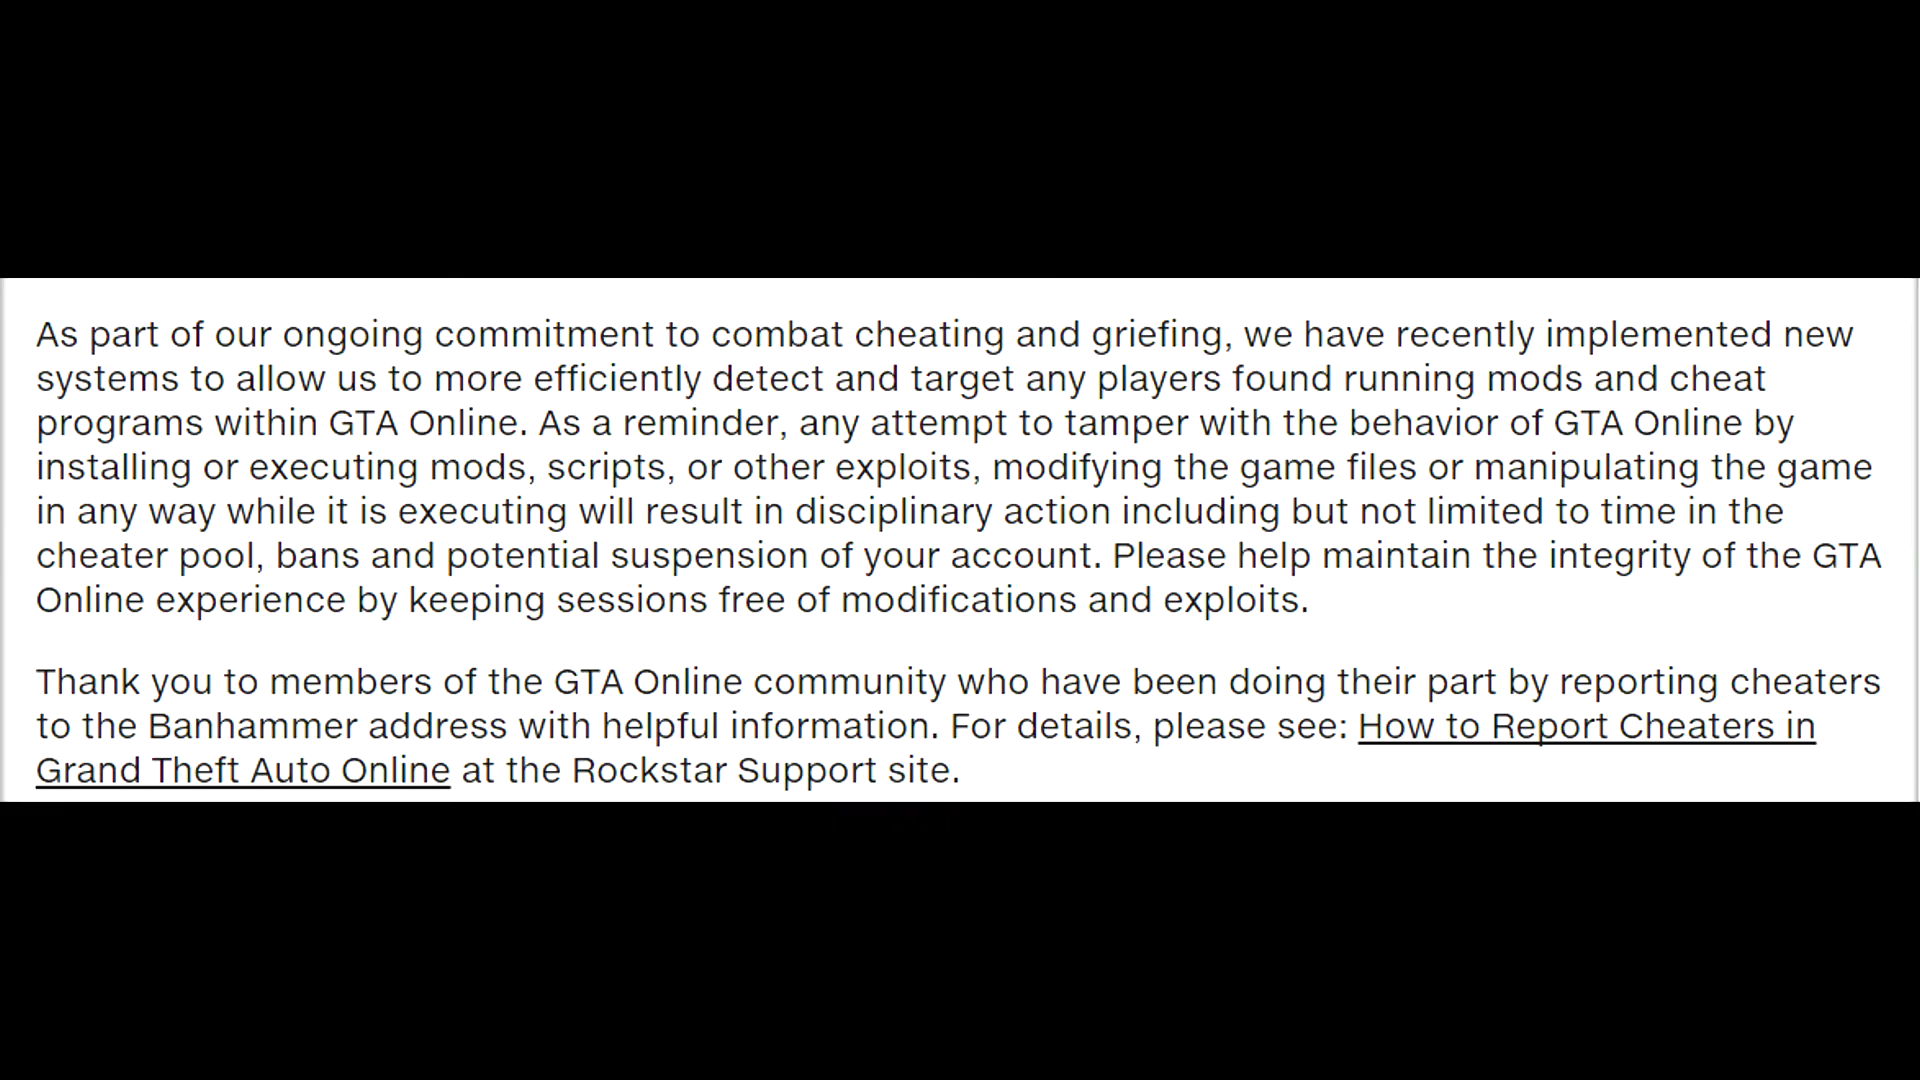 As part of our ongoing commitment to combat cheating and griefing, we have recently implemented new
systems to allow us to more efficiently detect and target any players found running mods and cheat
programs within GTA Online. As a reminder, any attempt to tamper with the behavior of GTA Online by
installing or executing mods, scripts, or other exploits, modifying the game files or manipulating the game
in any way while it is executing will result in disciplinary action including but not limited to time in the
cheater pool, bans and potential suspension of your account. Please help maintain the integrity of the GTA
Online experience by keeping sessions free of modifications and exploits.
Thank you to members of the GTA Online community who have been doing their part by reporting cheaters
to the Banhammer address with helpful information. For details, please see: How to Report Cheaters in
Grand Theft Auto Online at the Rockstar Support site.